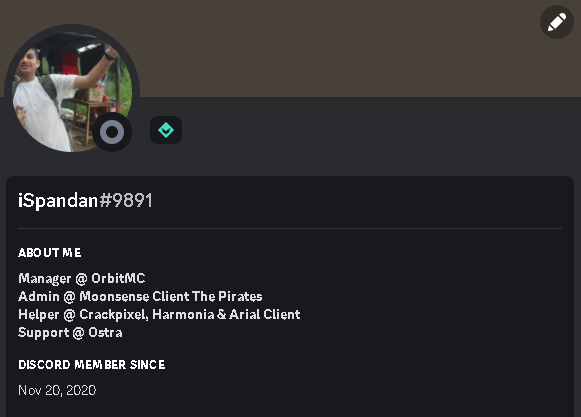 iSpandan#9891
ABOUT ME
Manager @ OrbitMC
Admin @ Moonsense Client The Pirates
Helper @ Crackpixel, Harmonia & Arial Client
Support @ Ostra
DISCORD MEMBER SINCE
Nov 20, 2020